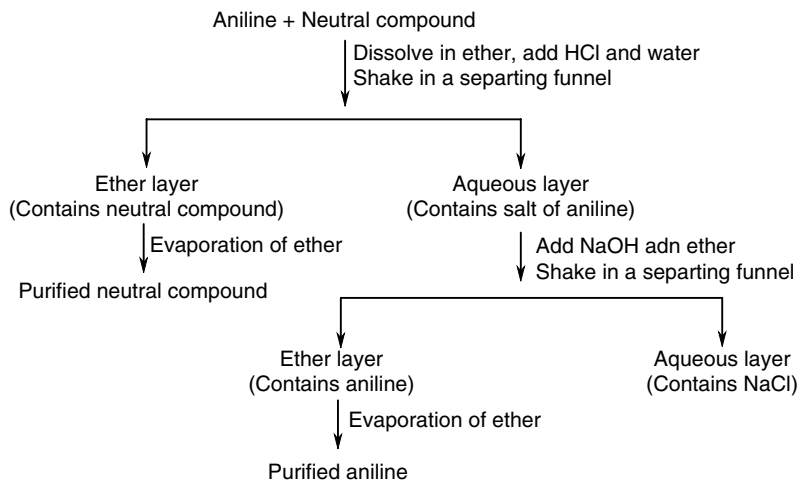 Aniline + Neutral compound
Dissolve in ether, add HCl and water
Shake in a separting funnel
Ether layer
(Contains neutral compound)
Aqueous layer
(Contains salt of aniline)
Evaporation of ether
Add NaOH adn ether
Shake in a separting funnel
Purified neutral compound
Ether layer
(Contains aniline)
Aqueous layer
(Contains NaCl)
Evaporation of ether
Purified aniline